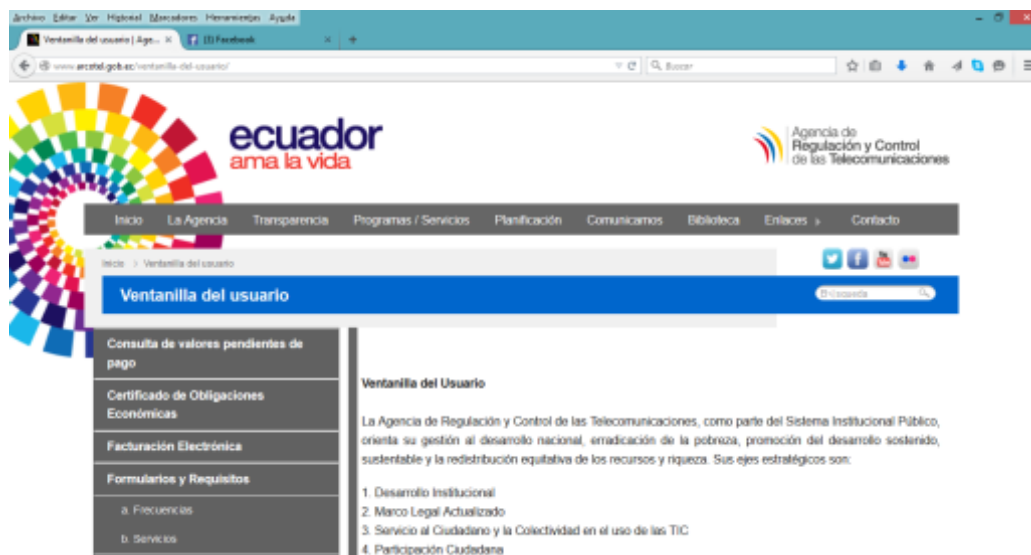 Archivo Editar Ver Historial Marcadores Herramientas Ayuda
Ventanilla del usuario | Age... × (1) Facebook × +
www.arcotel.gob.ec/ventanilla-del-usuario/ Buscar
ecuador
ama la vida
Agencia de
Regulación y Control
de las Telecomunicaciones
Inicio La Agencia Transparencia Programas / Servicios Planificación Comunicamos Biblioteca Enlaces Contacto
Inicio > Ventanilla del usuario
Ventanilla del usuario
Búsqueda
Consulta de valores pendientes de
pago
Certificado de Obligaciones
Económicas
Facturación Electrónica
Formularios y Requisitos
a. Frecuencias
b. Servicios
Ventanilla del Usuario
La Agencia de Regulación y Control de las Telecomunicaciones, como parte del Sistema Institucional Público,
orienta su gestión al desarrollo nacional, erradicación de la pobreza, promoción del desarrollo sostenido,
sustentable y la redistribución equitativa de los recursos y riqueza. Sus ejes estratégicos son:
1. Desarrollo Institucional
2. Marco Legal Actualizado
3. Servicio al Ciudadano y la Colectividad en el uso de las TIC
4. Participación Ciudadana